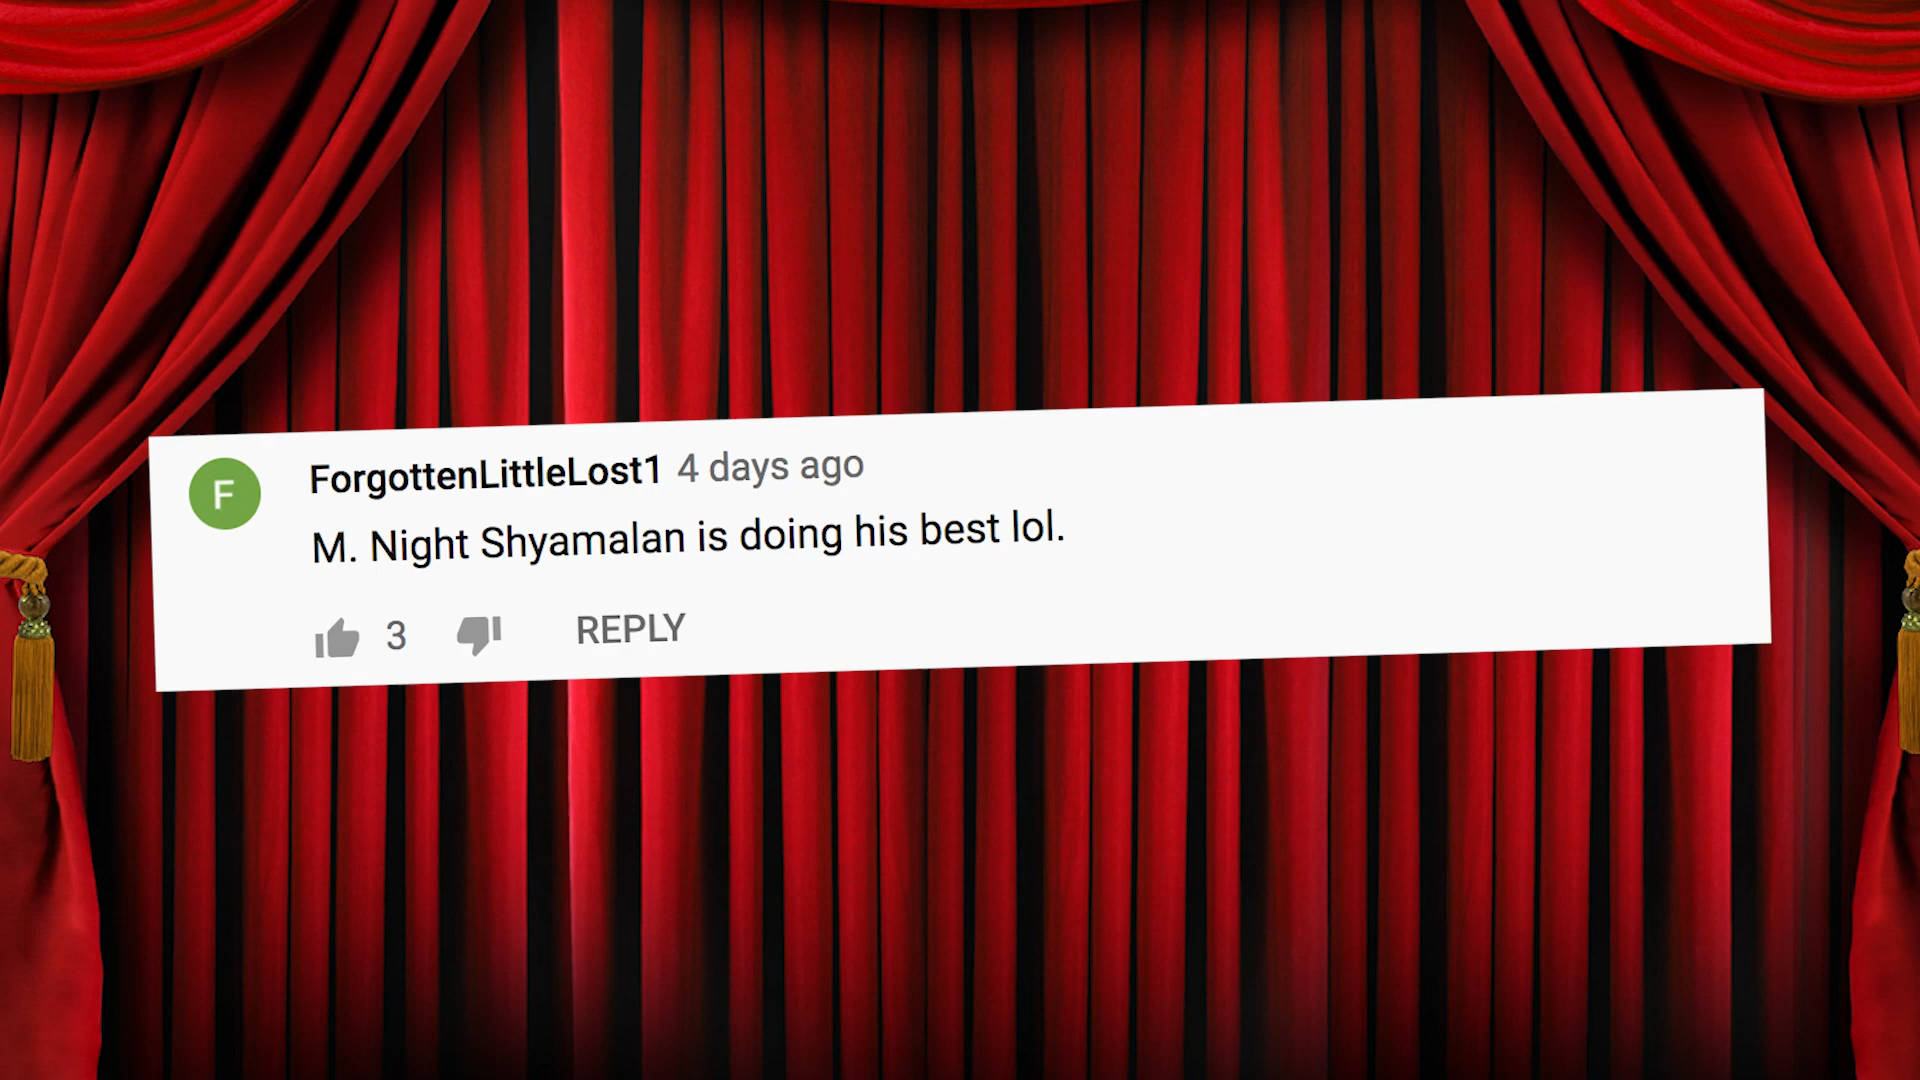 F
ForgottenLittleLost1 4 days ago
M. Night Shyamalan is doing his best lol.
3 REPLY